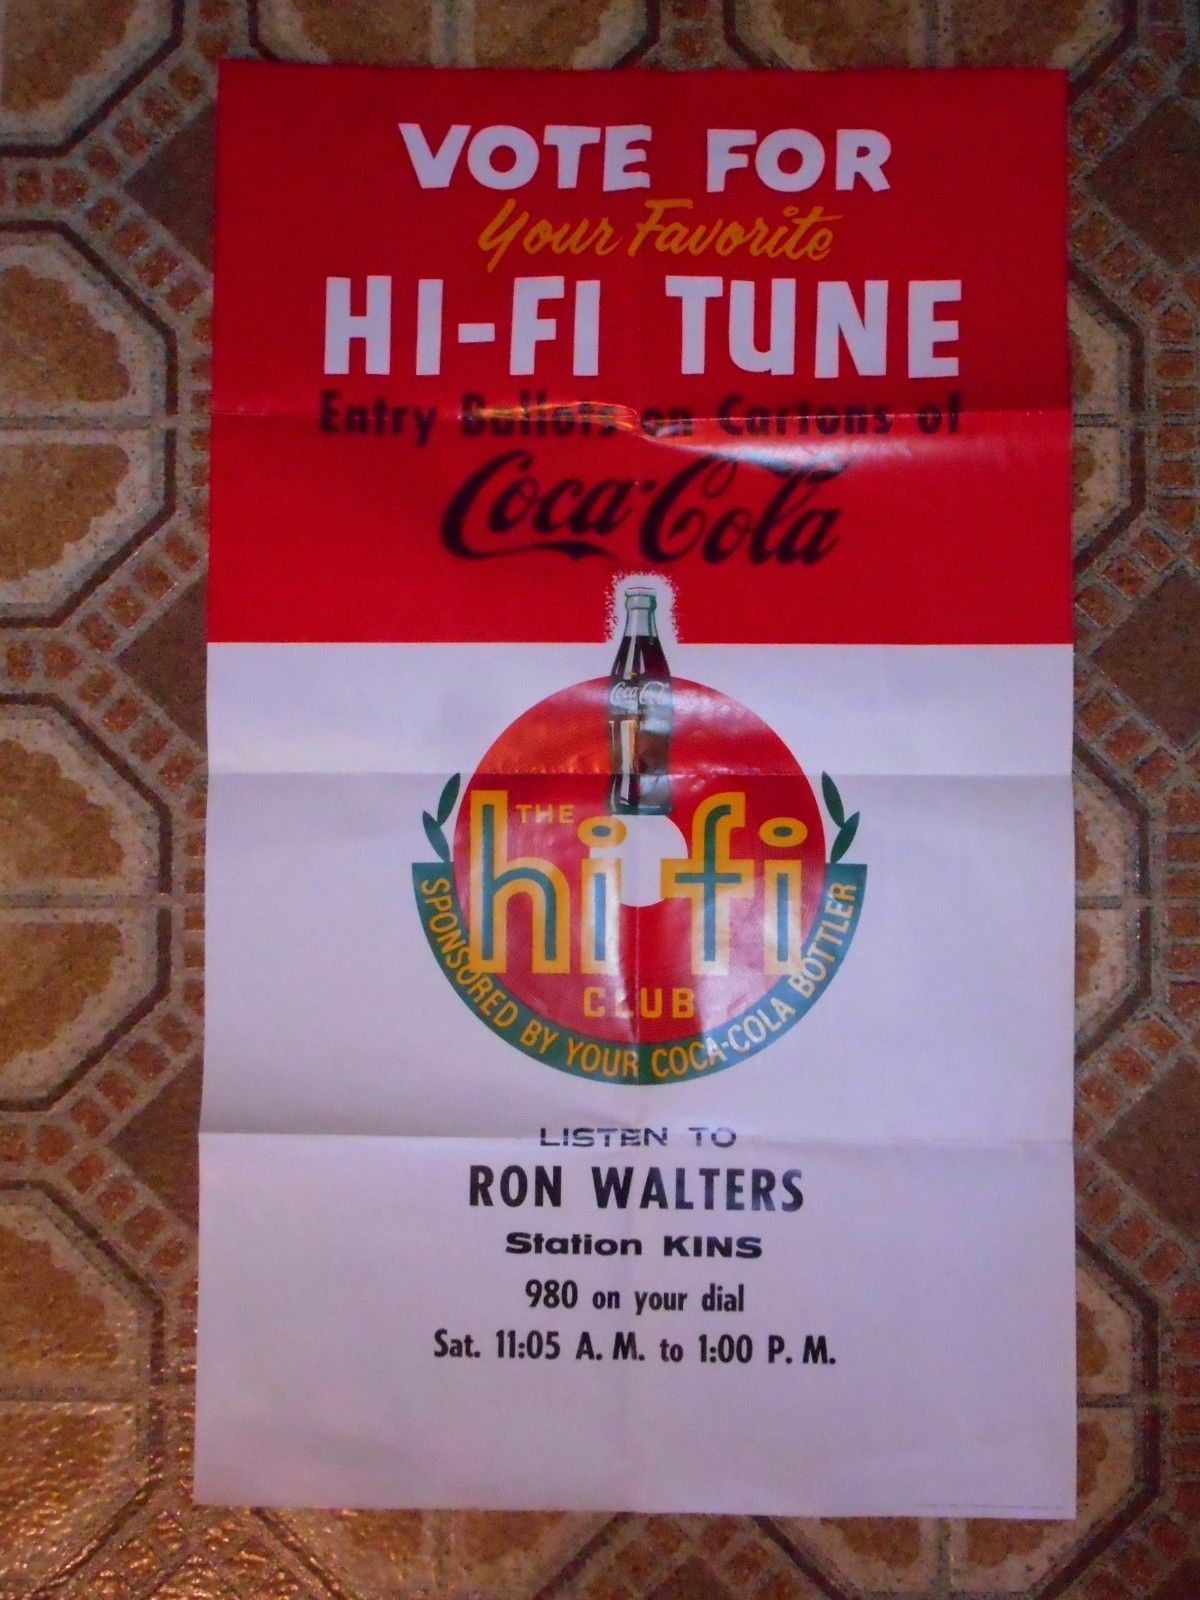 VOTE FOR
Your Favorite
HI-FI TUNE
Entry Ballots on Cartons of
Coca-Cola
Coca-Cola
THE
hi fi
CLUB
SPONSORED BY YOUR COCA-COLA BOTTLER
LISTEN TO
RON WALTERS
Station KINS
980 on your dial
Sat. 11:05 A. M. to 1:00 P. M.